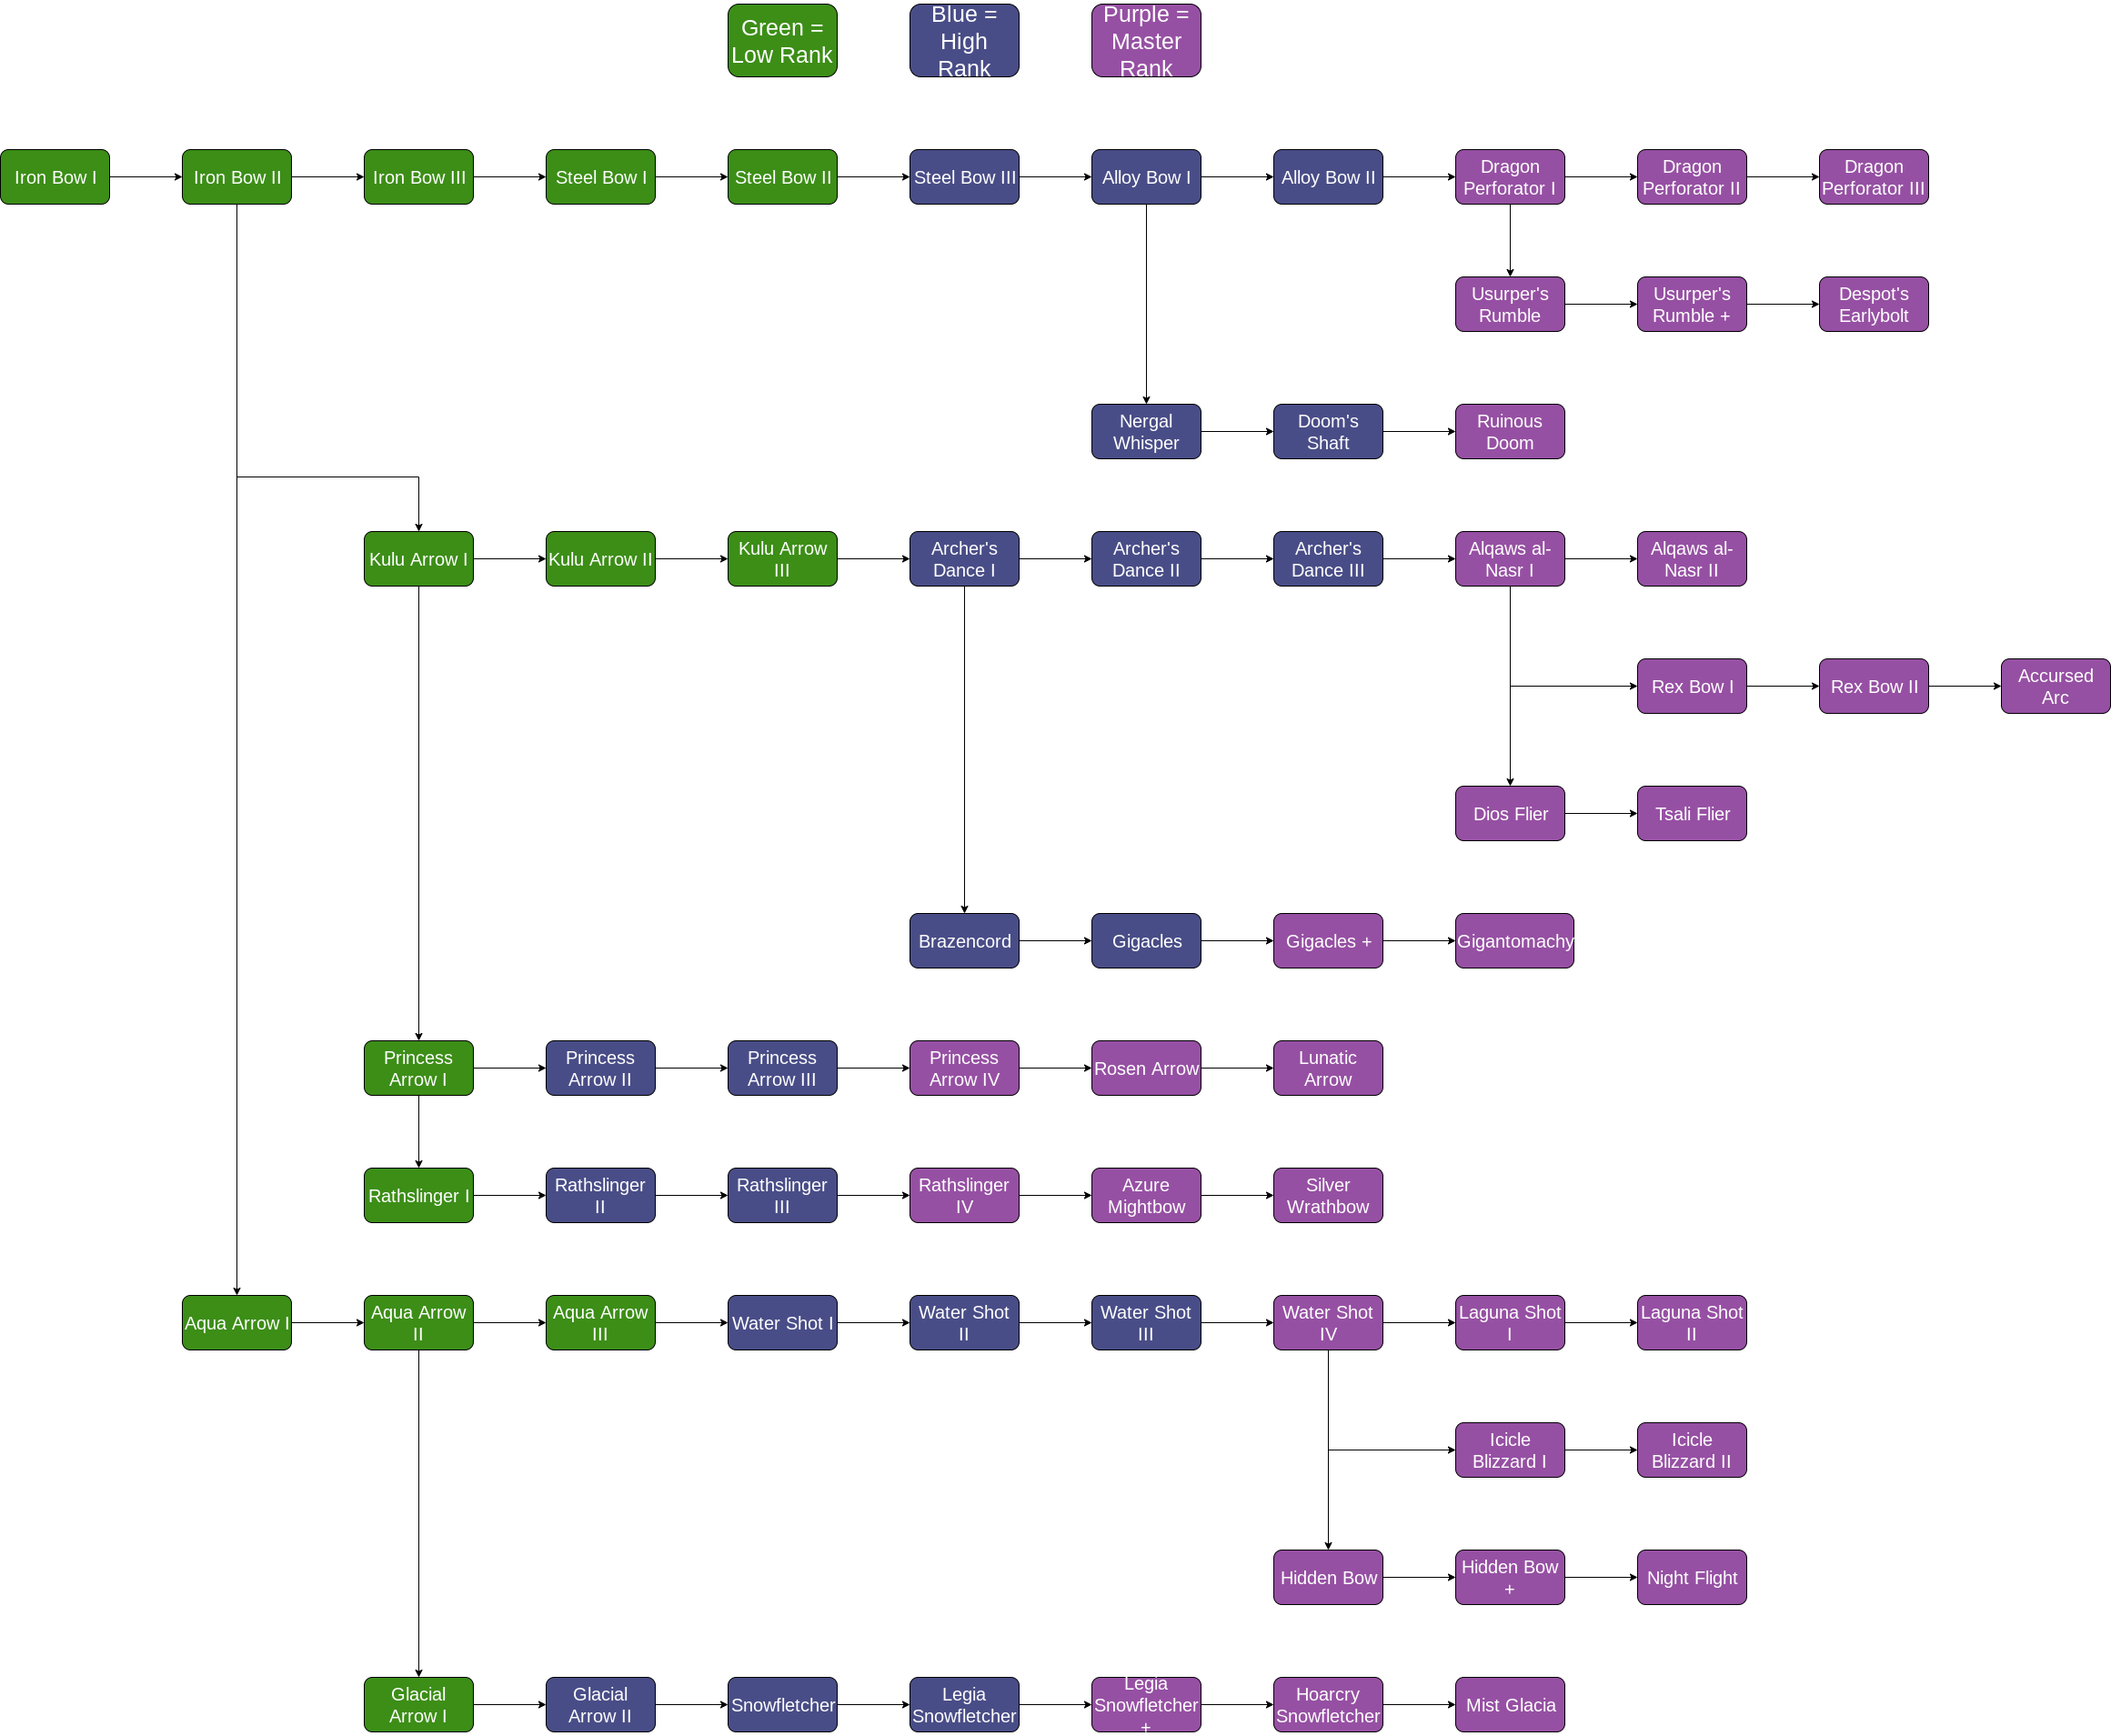 Green =
Low Rank
Blue =
High
Rank
Purple =
Master
Rank
Iron Bow I
Iron Bow II
Iron Bow III
Steel Bow I
Steel Bow II
Steel Bow III
Alloy Bow I
Alloy Bow II
Dragon
Perforator I
Dragon
Perforator II
Dragon
Perforator III
Usurper's
Rumble
Usurper's
Rumble +
Despot's
Earlybolt
Nergal
Whisper
Doom's
Shaft
Ruinous
Doom
Kulu Arrow I
Kulu Arrow II
Kulu Arrow
III
Archer's
Dance I
Archer's
Dance II
Archer's
Dance III
Alqaws al-
Nasr I
Alqaws al-
Nasr II
Rex Bow I
Rex Bow II
Accursed
Arc
Dios Flier
Tsali Flier
Brazencord
Gigacles
Gigacles +
Gigantomachy
Princess
Arrow I
Princess
Arrow II
Princess
Arrow III
Princess
Arrow IV
Rosen Arrow
Lunatic
Arrow
Rathslinger I
Rathslinger
II
Rathslinger
III
Rathslinger
IV
Azure
Mightbow
Silver
Wrathbow
Aqua Arrow I
Aqua Arrow
II
Aqua Arrow
III
Water Shot I
Water Shot
II
Water Shot
III
Water Shot
IV
Laguna Shot
I
Laguna Shot
II
Icicle
Blizzard I
Icicle
Blizzard II
Hidden Bow
Hidden Bow
+
Night Flight
Glacial
Arrow I
Glacial
Arrow II
Snowfletcher
Legia
Snowfletcher
Legia
Snowfletcher
+
Hoarcry
Snowfletcher
Mist Glacia